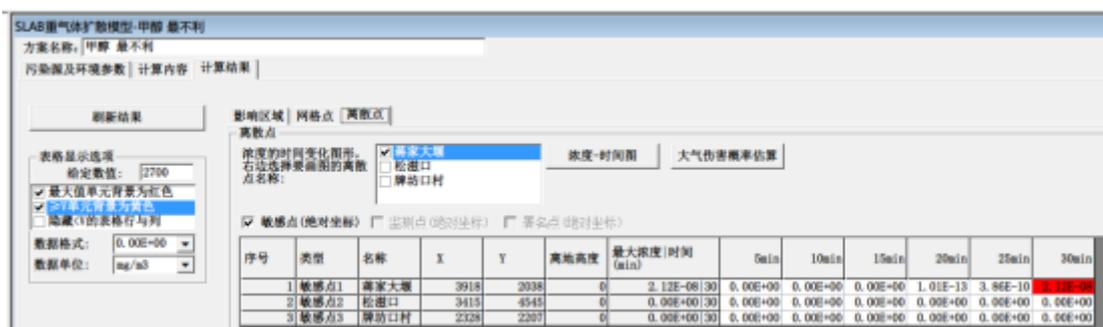 SLAB重气体扩散模型-甲醇 最不利
方案名称: 甲醇 最不利
污染源及环境参数 计算内容 计算结果
刷新结果
表格显示选项
给定数值: 2700
最大值单元背景为红色
≥Y单元背景为黄色
隐藏<Y的表格行与列
数据格式: 0.00E+00
数据单位: mg/m3
影响区域 网格点 离散点
离散点
浓度的时间变化图形。
右边选择要画图的离散
点名称:
蒋家大堰
松滋口
牌坊口村
浓度-时间图 大气伤害概率估算
敏感点(绝对坐标) 监测点(绝对坐标) 署名点(绝对坐标)
序号 类型 名称 X Y 离地高度 最大浓度|时间(min) 5min 10min 15min 20min 25min 30min
1 敏感点1 蒋家大堰 3918 2038 0 2.12E-08|30 0.00E+00 0.00E+00 0.00E+00 1.01E-13 3.86E-10 2.12E-08
2 敏感点2 松滋口 3415 4545 0 0.00E+00|30 0.00E+00 0.00E+00 0.00E+00 0.00E+00 0.00E+00 0.00E+00
3 敏感点3 牌坊口村 2328 2207 0 0.00E+00|30 0.00E+00 0.00E+00 0.00E+00 0.00E+00 0.00E+00 0.00E+00